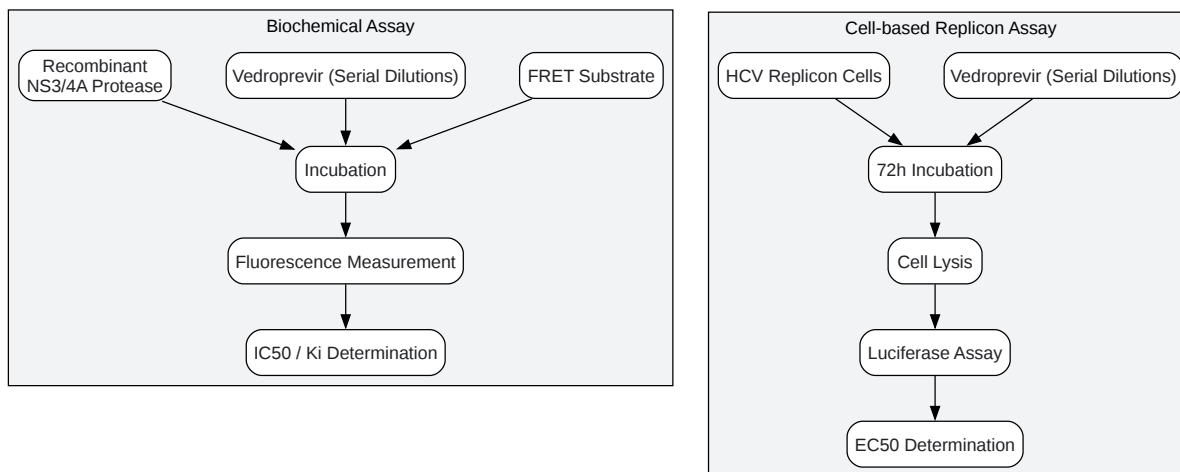 Biochemical Assay
Recombinant
NS3/4A Protease
Vedroprevir (Serial Dilutions)
FRET Substrate
Incubation
Fluorescence Measurement
IC50 / Ki Determination
Cell-based Replicon Assay
HCV Replicon Cells
Vedroprevir (Serial Dilutions)
72h Incubation
Cell Lysis
Luciferase Assay
EC50 Determination